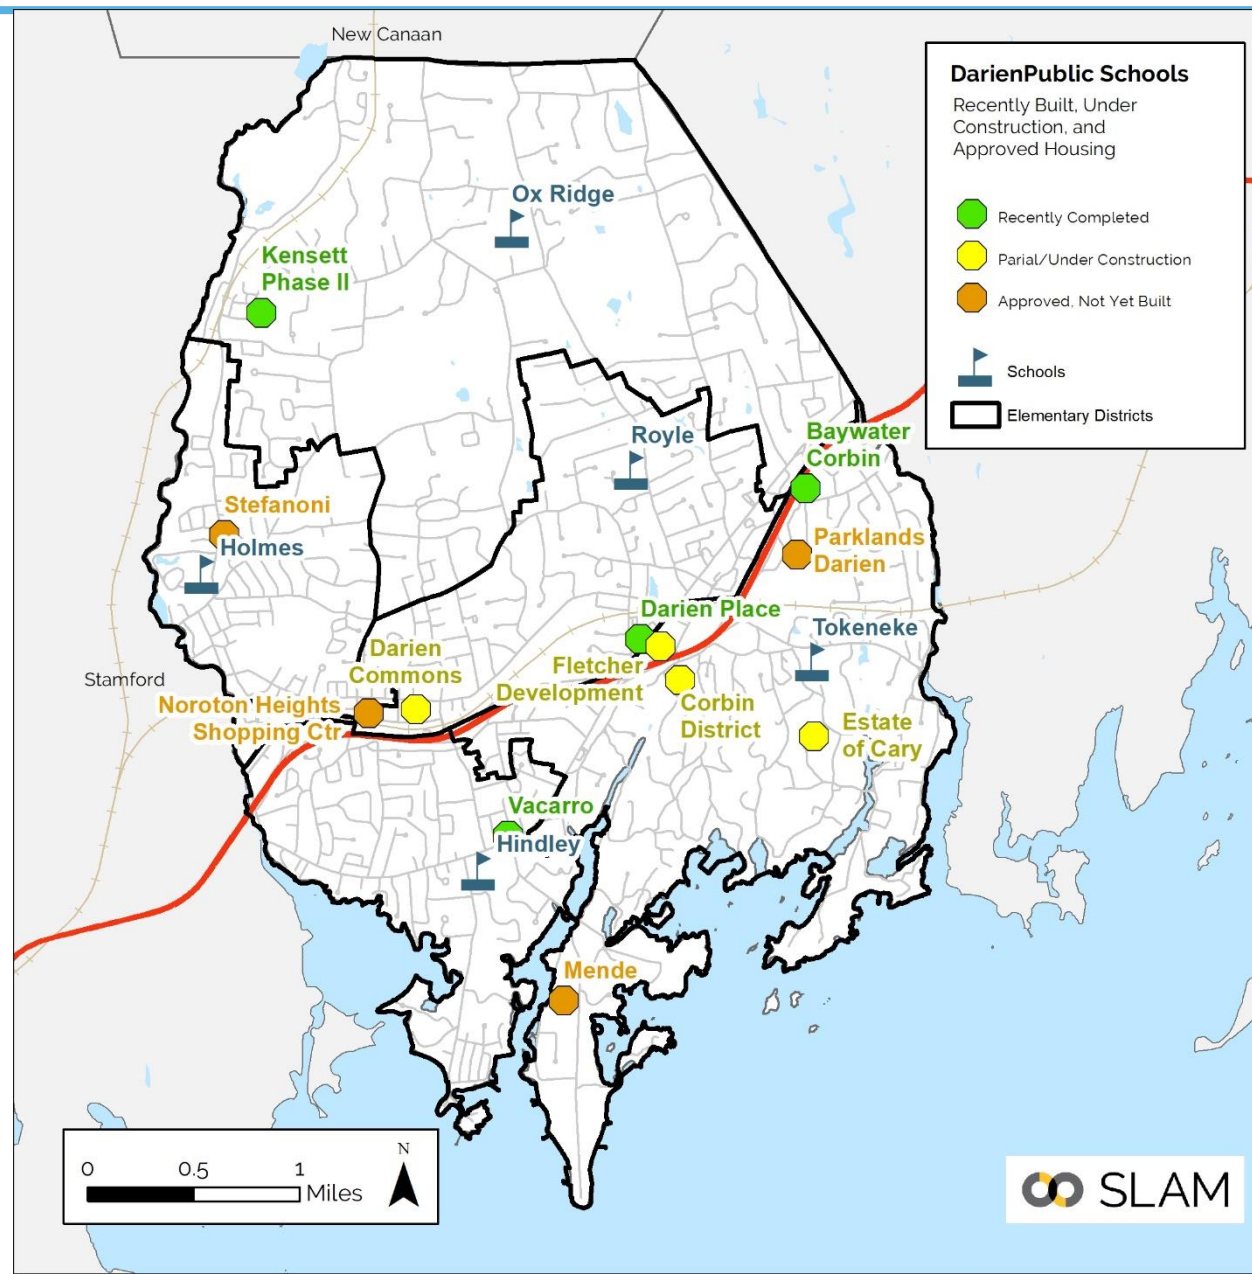 New Canaan
DarienPublic Schools
Recently Built, Under
Construction, and
Approved Housing
Recently Completed
Parial/Under Construction
Approved, Not Yet Built
Schools
Elementary Districts
Ox Ridge
Kensett
Phase II
Royle
Baywater
Corbin
Stefanoni
Holmes
Parklands
Darien
Darien Place
Tokeneke
Darien
Commons
Fletcher
Development
Stamford
Noroton Heights
Shopping Ctr
Corbin
District
Estate
of Cary
Vacarro
Hindley
Mende
0 0.5 1
Miles
N
SLAM